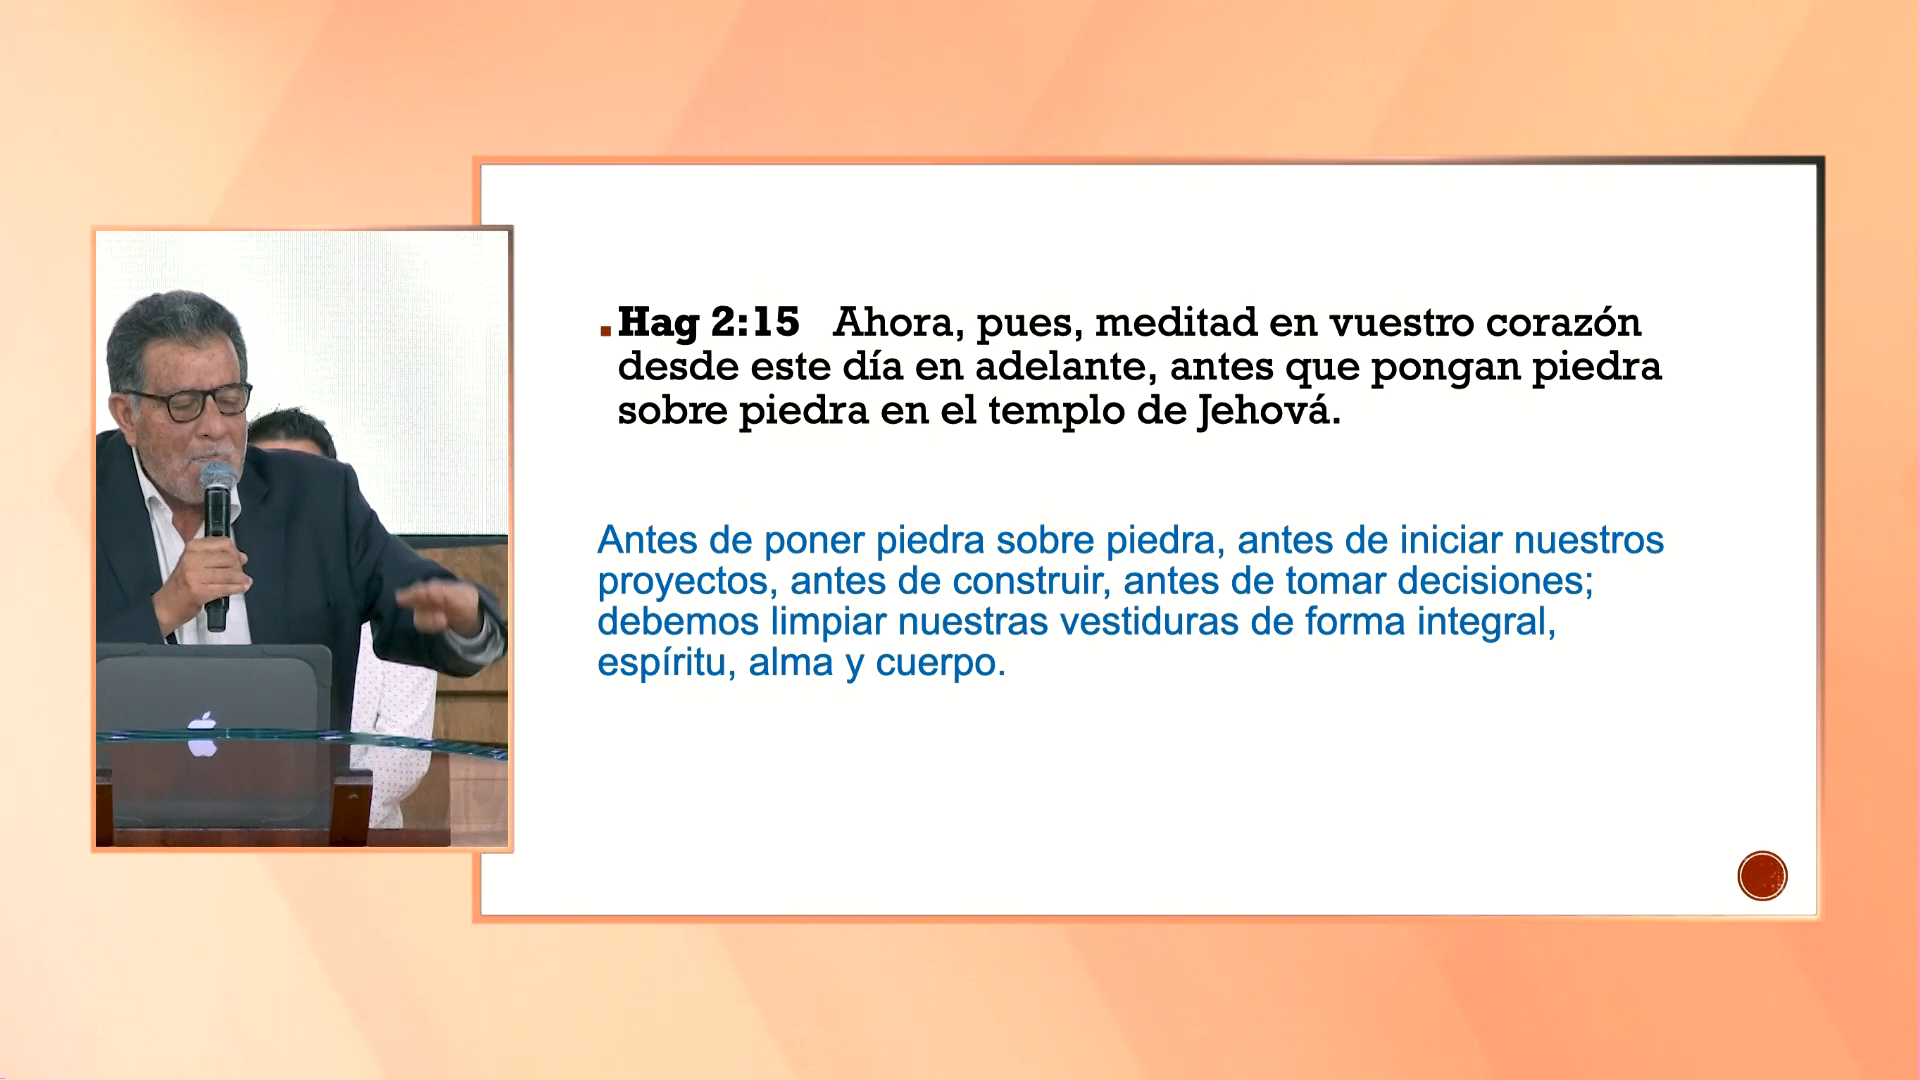 Hag 2:15 Ahora, pues, meditad en vuestro corazón
desde este día en adelante, antes que pongan piedra
sobre piedra en el templo de Jehová.
Antes de poner piedra sobre piedra, antes de iniciar nuestros
proyectos, antes de construir, antes de tomar decisiones;
debemos limpiar nuestras vestiduras de forma integral,
espíritu, alma y cuerpo.